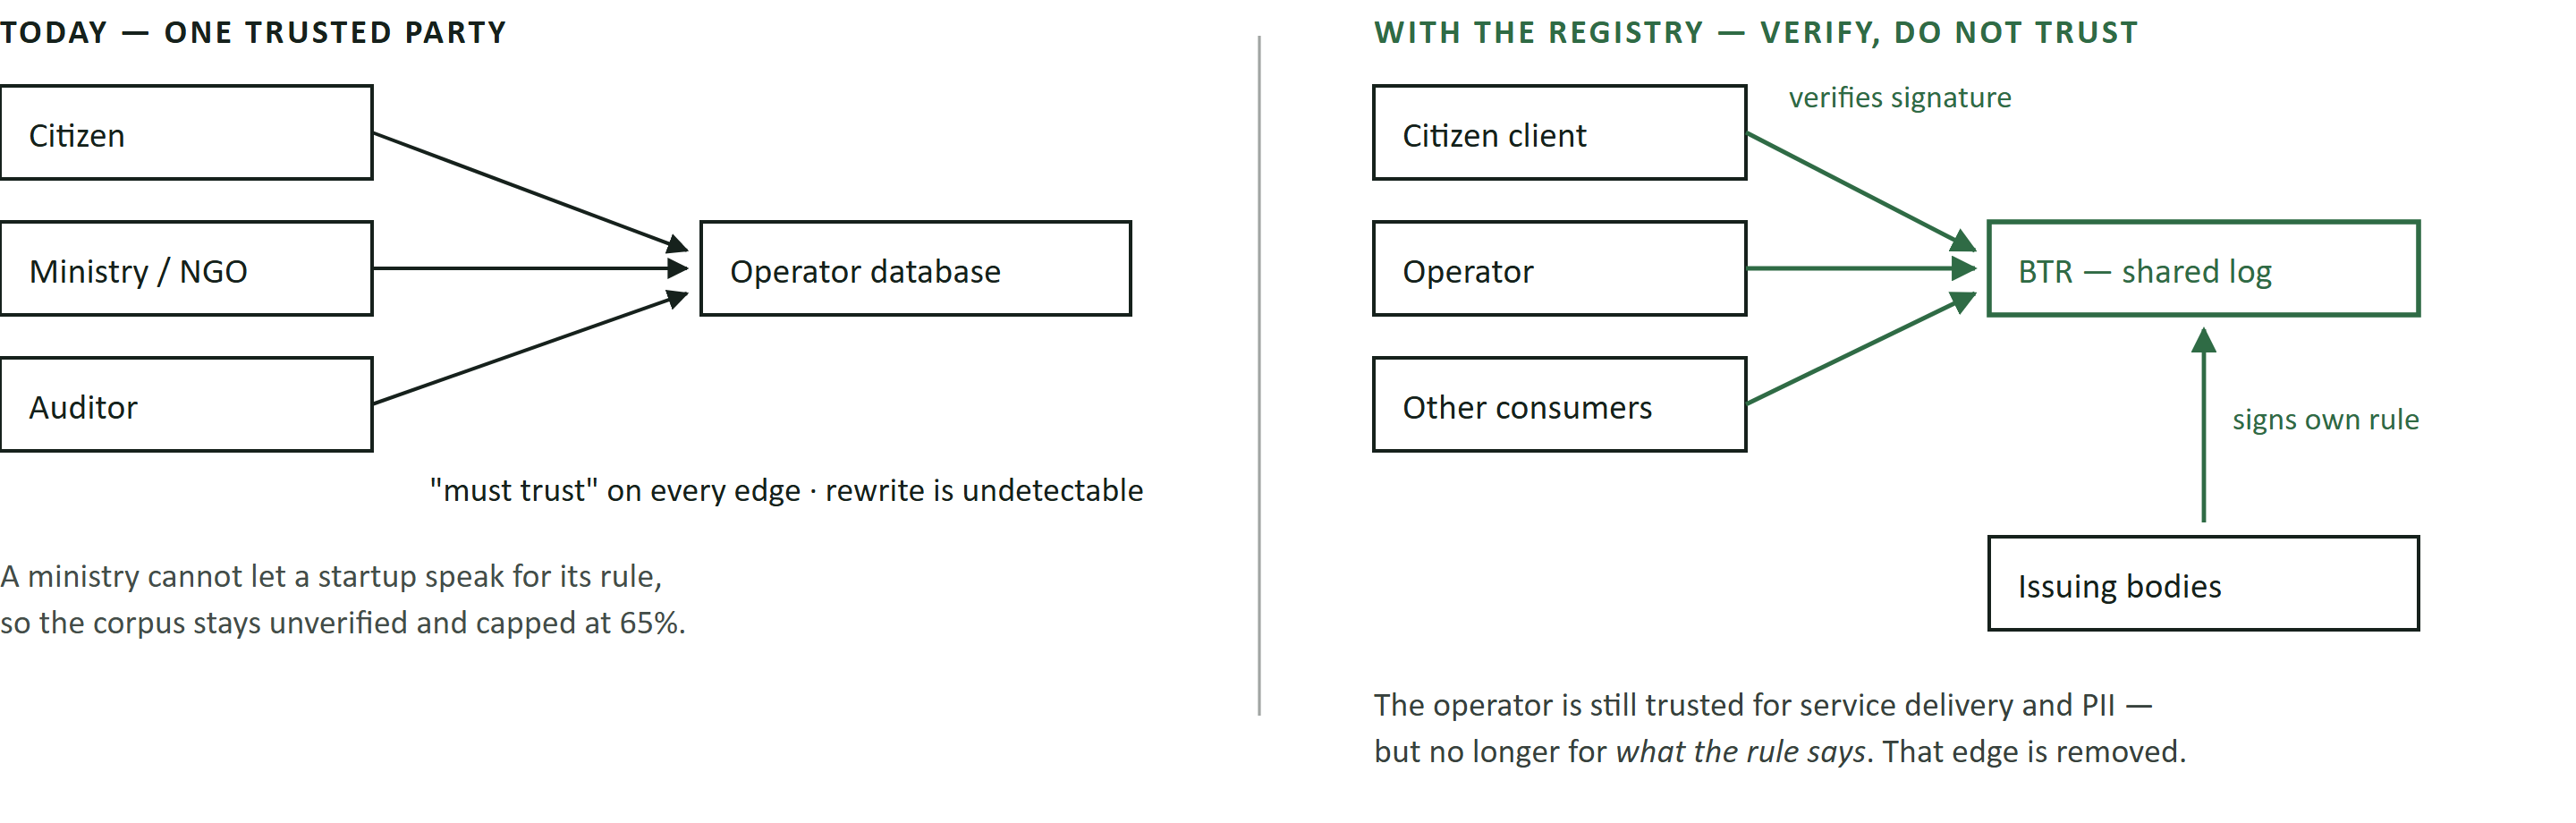 TODAY — ONE TRUSTED PARTY
Citizen
Ministry / NGO
Auditor
Operator database
"must trust" on every edge · rewrite is undetectable
A ministry cannot let a startup speak for its rule,
so the corpus stays unverified and capped at 65%.
WITH THE REGISTRY — VERIFY, DO NOT TRUST
verifies signature
Citizen client
Operator
Other consumers
BTR — shared log
signs own rule
Issuing bodies
The operator is still trusted for service delivery and PII —
but no longer for what the rule says. That edge is removed.